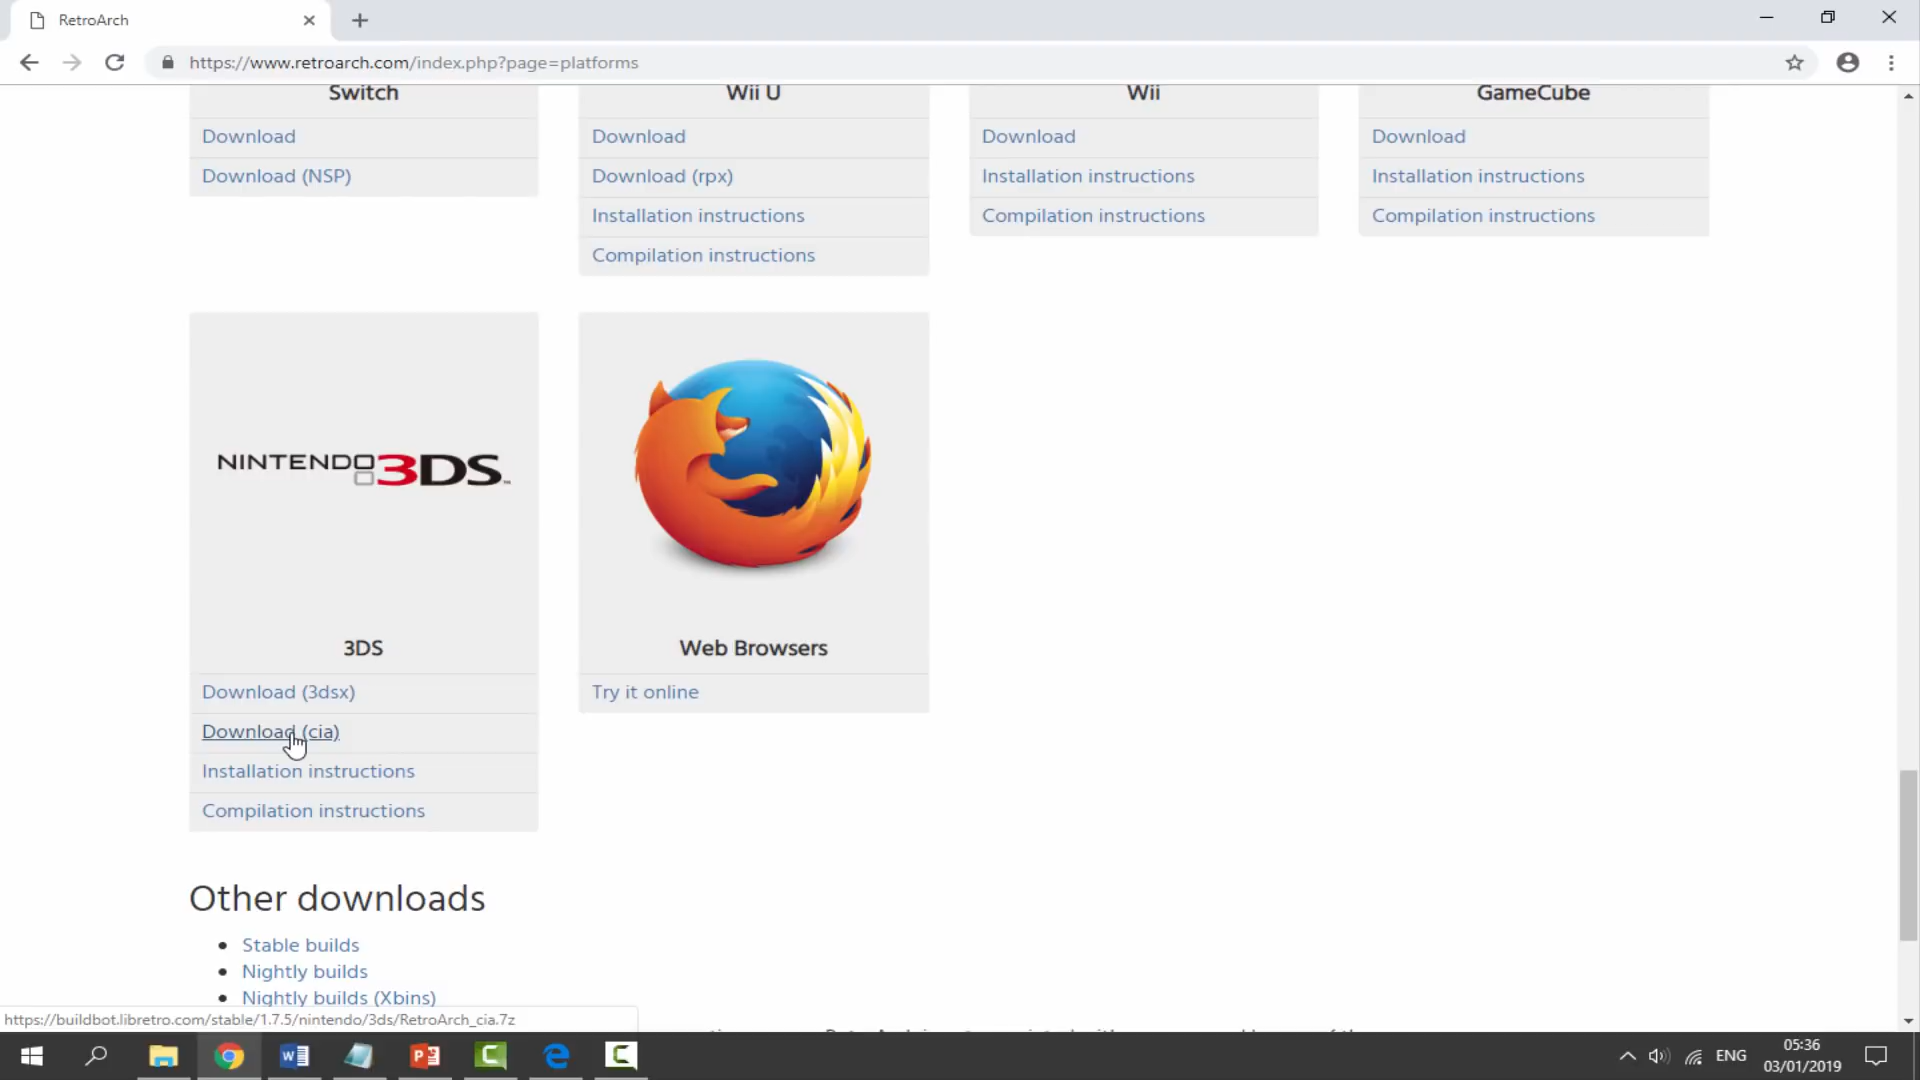 RetroArch
https://www.retroarch.com/index.php?page=platforms
Switch
Download
Download (NSP)
Wii U
Download
Download (rpx)
Installation instructions
Compilation instructions
Wii
Download
Installation instructions
Compilation instructions
GameCube
Download
Installation instructions
Compilation instructions
NINTENDO 3DS™
3DS
Download (3dsx)
Download (cia)
Installation instructions
Compilation instructions
Web Browsers
Try it online
Other downloads
Stable builds
Nightly builds
Nightly builds (Xbins)
https://buildbot.libretro.com/stable/1.7.5/nintendo/3ds/RetroArch_cia.7z
ENG
05:36
03/01/2019